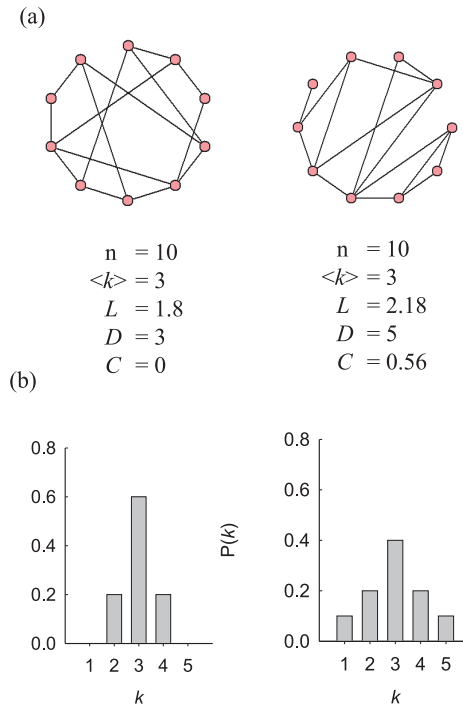 (a)
n = 10
<k> = 3
L = 1.8
D = 3
C = 0
n = 10
<k> = 3
L = 2.18
D = 5
C = 0.56
(b)
0.8
0.6
0.4
0.2
0.0
1 2 3 4 5
k
P(k)
0.8
0.6
0.4
0.2
0.0
1 2 3 4 5
k